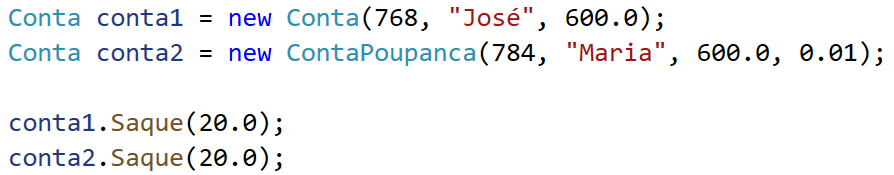 Conta conta1 = new Conta(768, "José", 600.0);
Conta conta2 = new ContaPoupanca(784, "Maria", 600.0, 0.01);
conta1.Saque(20.0);
conta2.Saque(20.0);